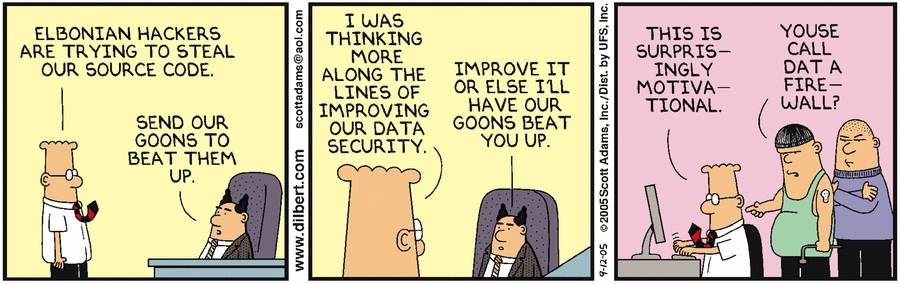 ELBONIAN HACKERS
ARE TRYING TO STEAL
OUR SOURCE CODE.
SEND OUR
GOONS TO
BEAT THEM
UP.
www.dilbert.com scottadams@aol.com
I WAS
THINKING
MORE
ALONG THE
LINES OF
IMPROVING
OUR DATA
SECURITY.
IMPROVE IT
OR ELSE I'LL
HAVE OUR
GOONS BEAT
YOU UP.
9-12-05 ©2005 Scott Adams, Inc./Dist. by UFS, Inc.
THIS IS
SURPRIS-
INGLY
MOTIVA-
TIONAL.
YOUSE
CALL
DAT A
FIRE-
WALL?